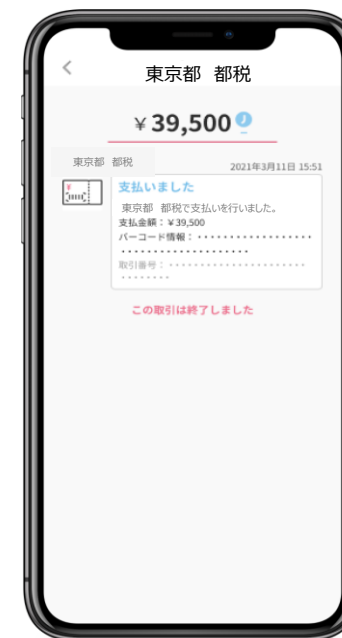 東京都 都税
￥39,500 J
東京都 都税
2021年3月11日 15:51
支払いました
東京都 都税で支払いを行いました。
支払金額：￥39,500
バーコード情報：・・・・・・・・・・・・・・・・・・
・・・・・・・・・・・・・・・・・・・・
取引番号：・・・・・・・・・・・・・・・・・・・・・・
・・・・・・・・
この取引は終了しました